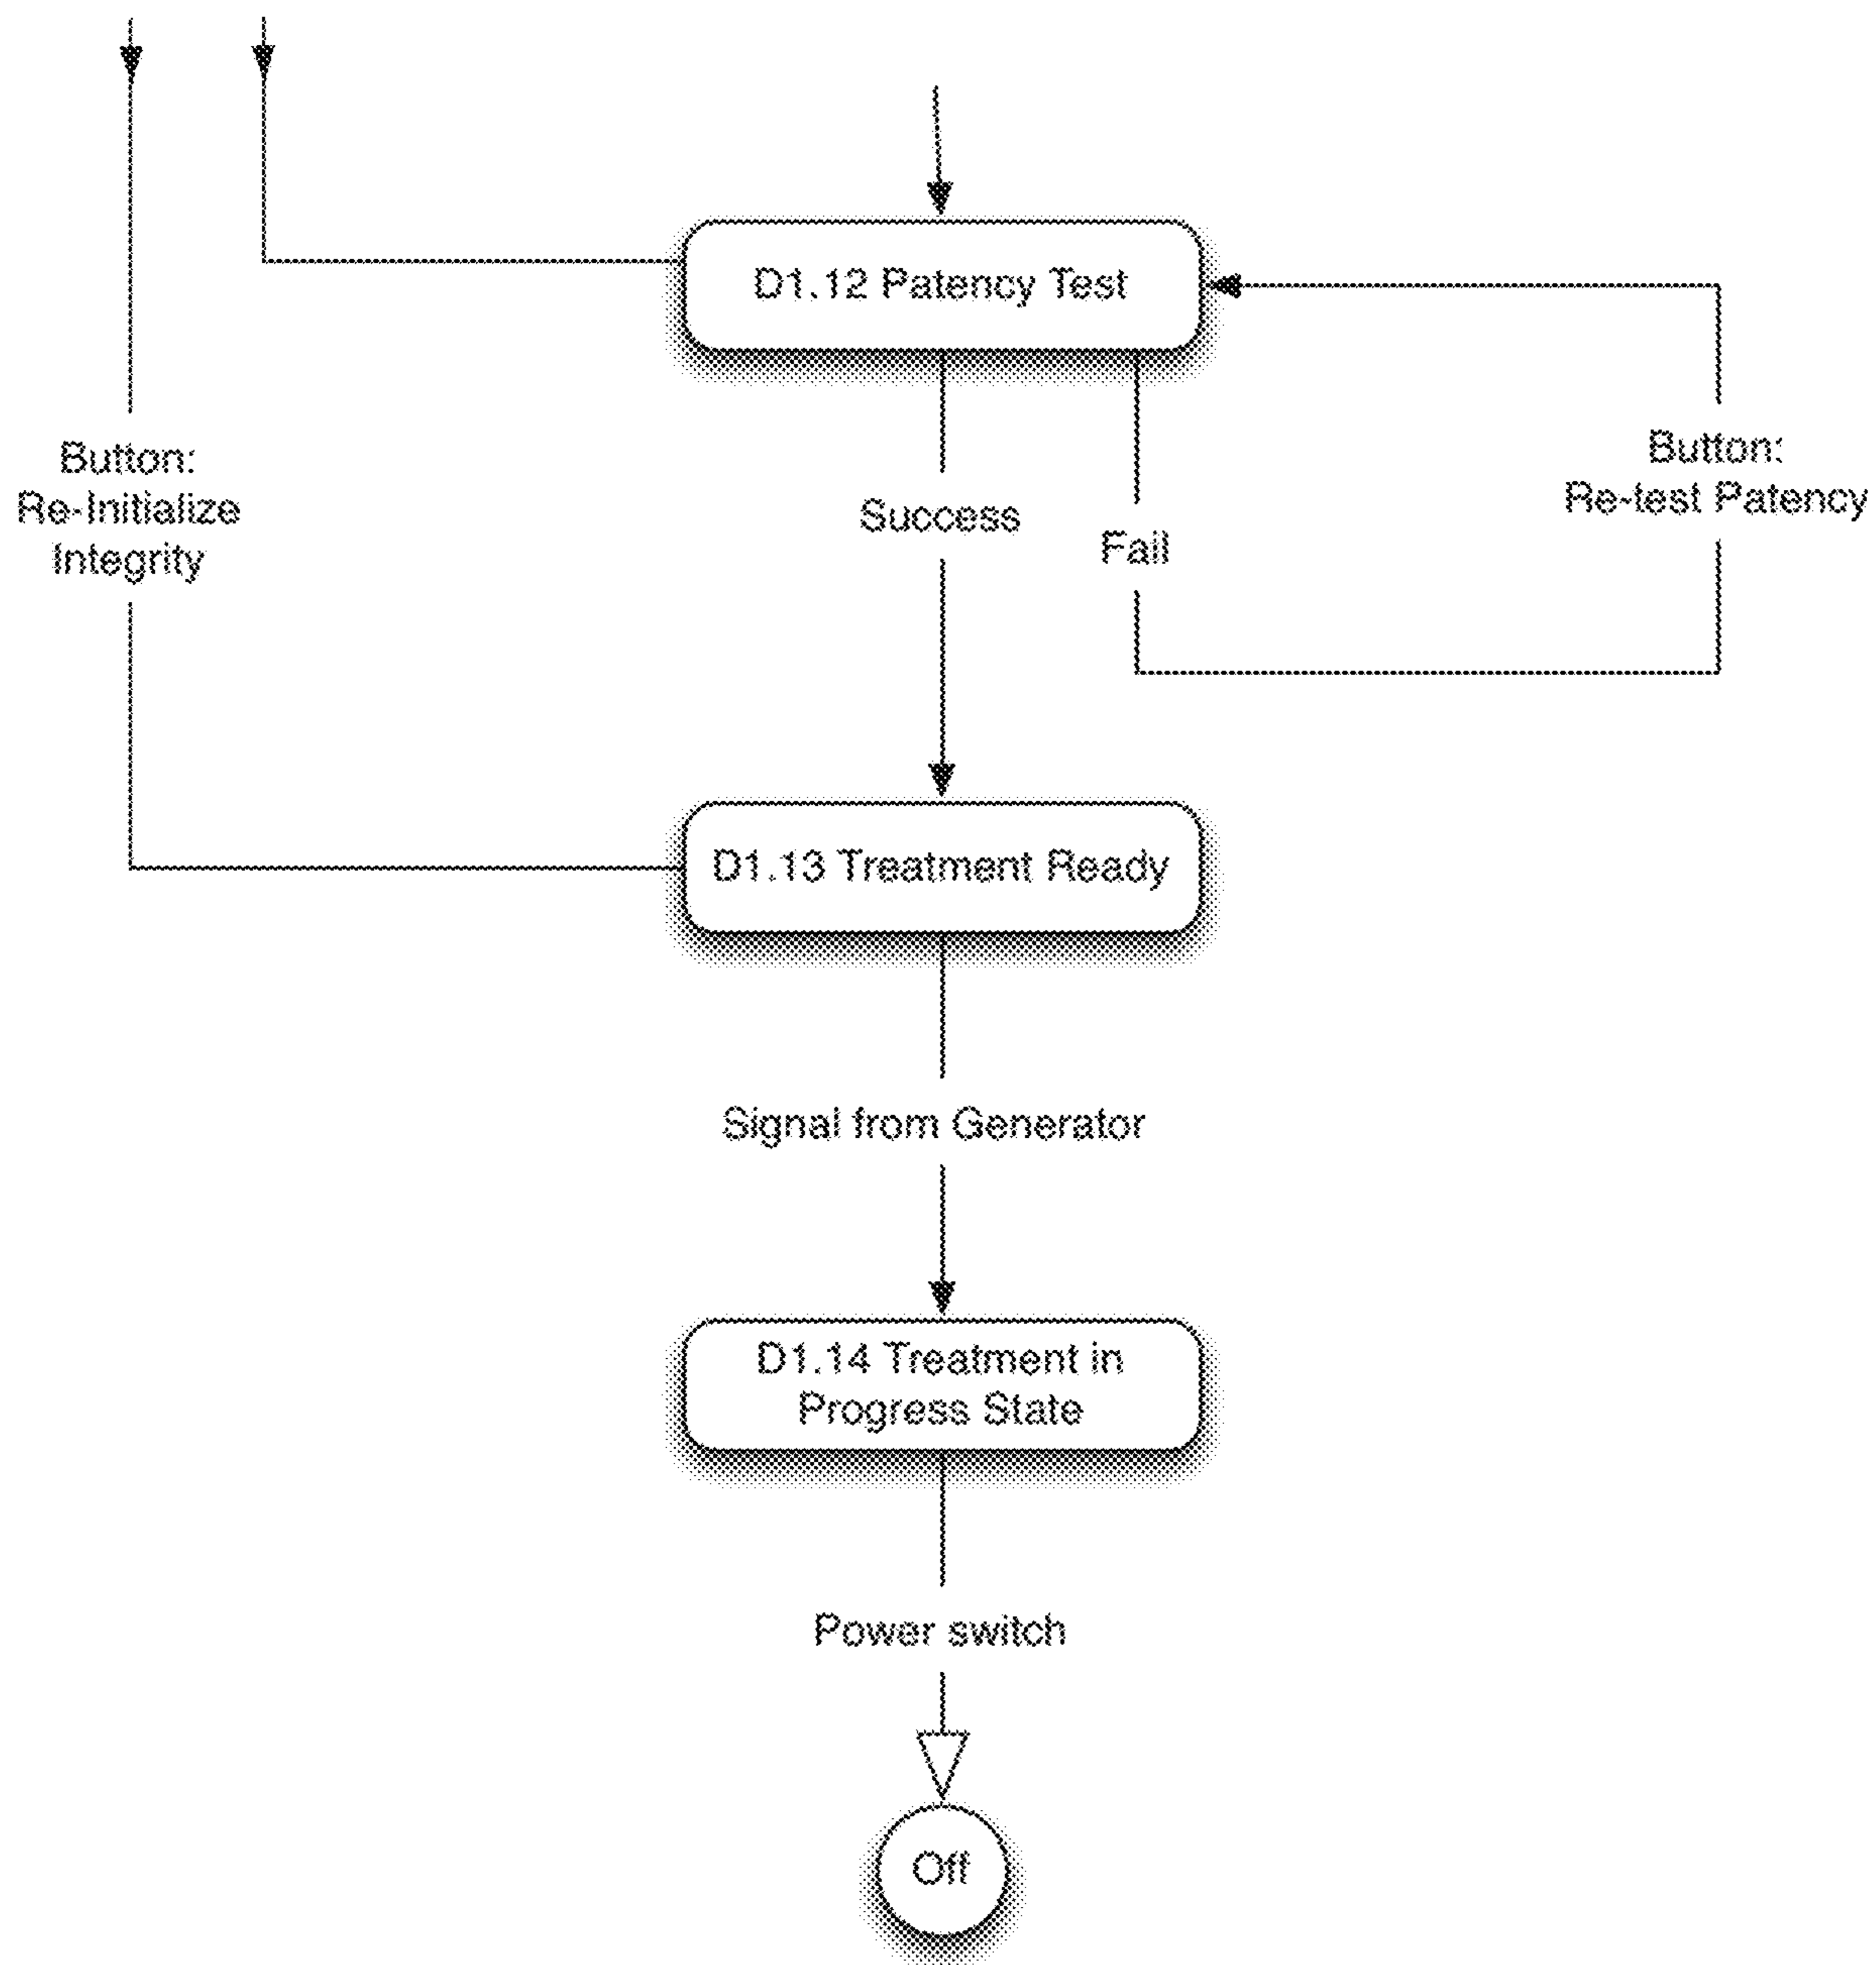 D1.12 Patency Test
Button:
Re-Initialize
Integrity
Success
Fail
Button:
Re-test Patency
D1.13 Treatment Ready
Signal from Generator
D1.14 Treatment in
Progress State
Power switch
Off